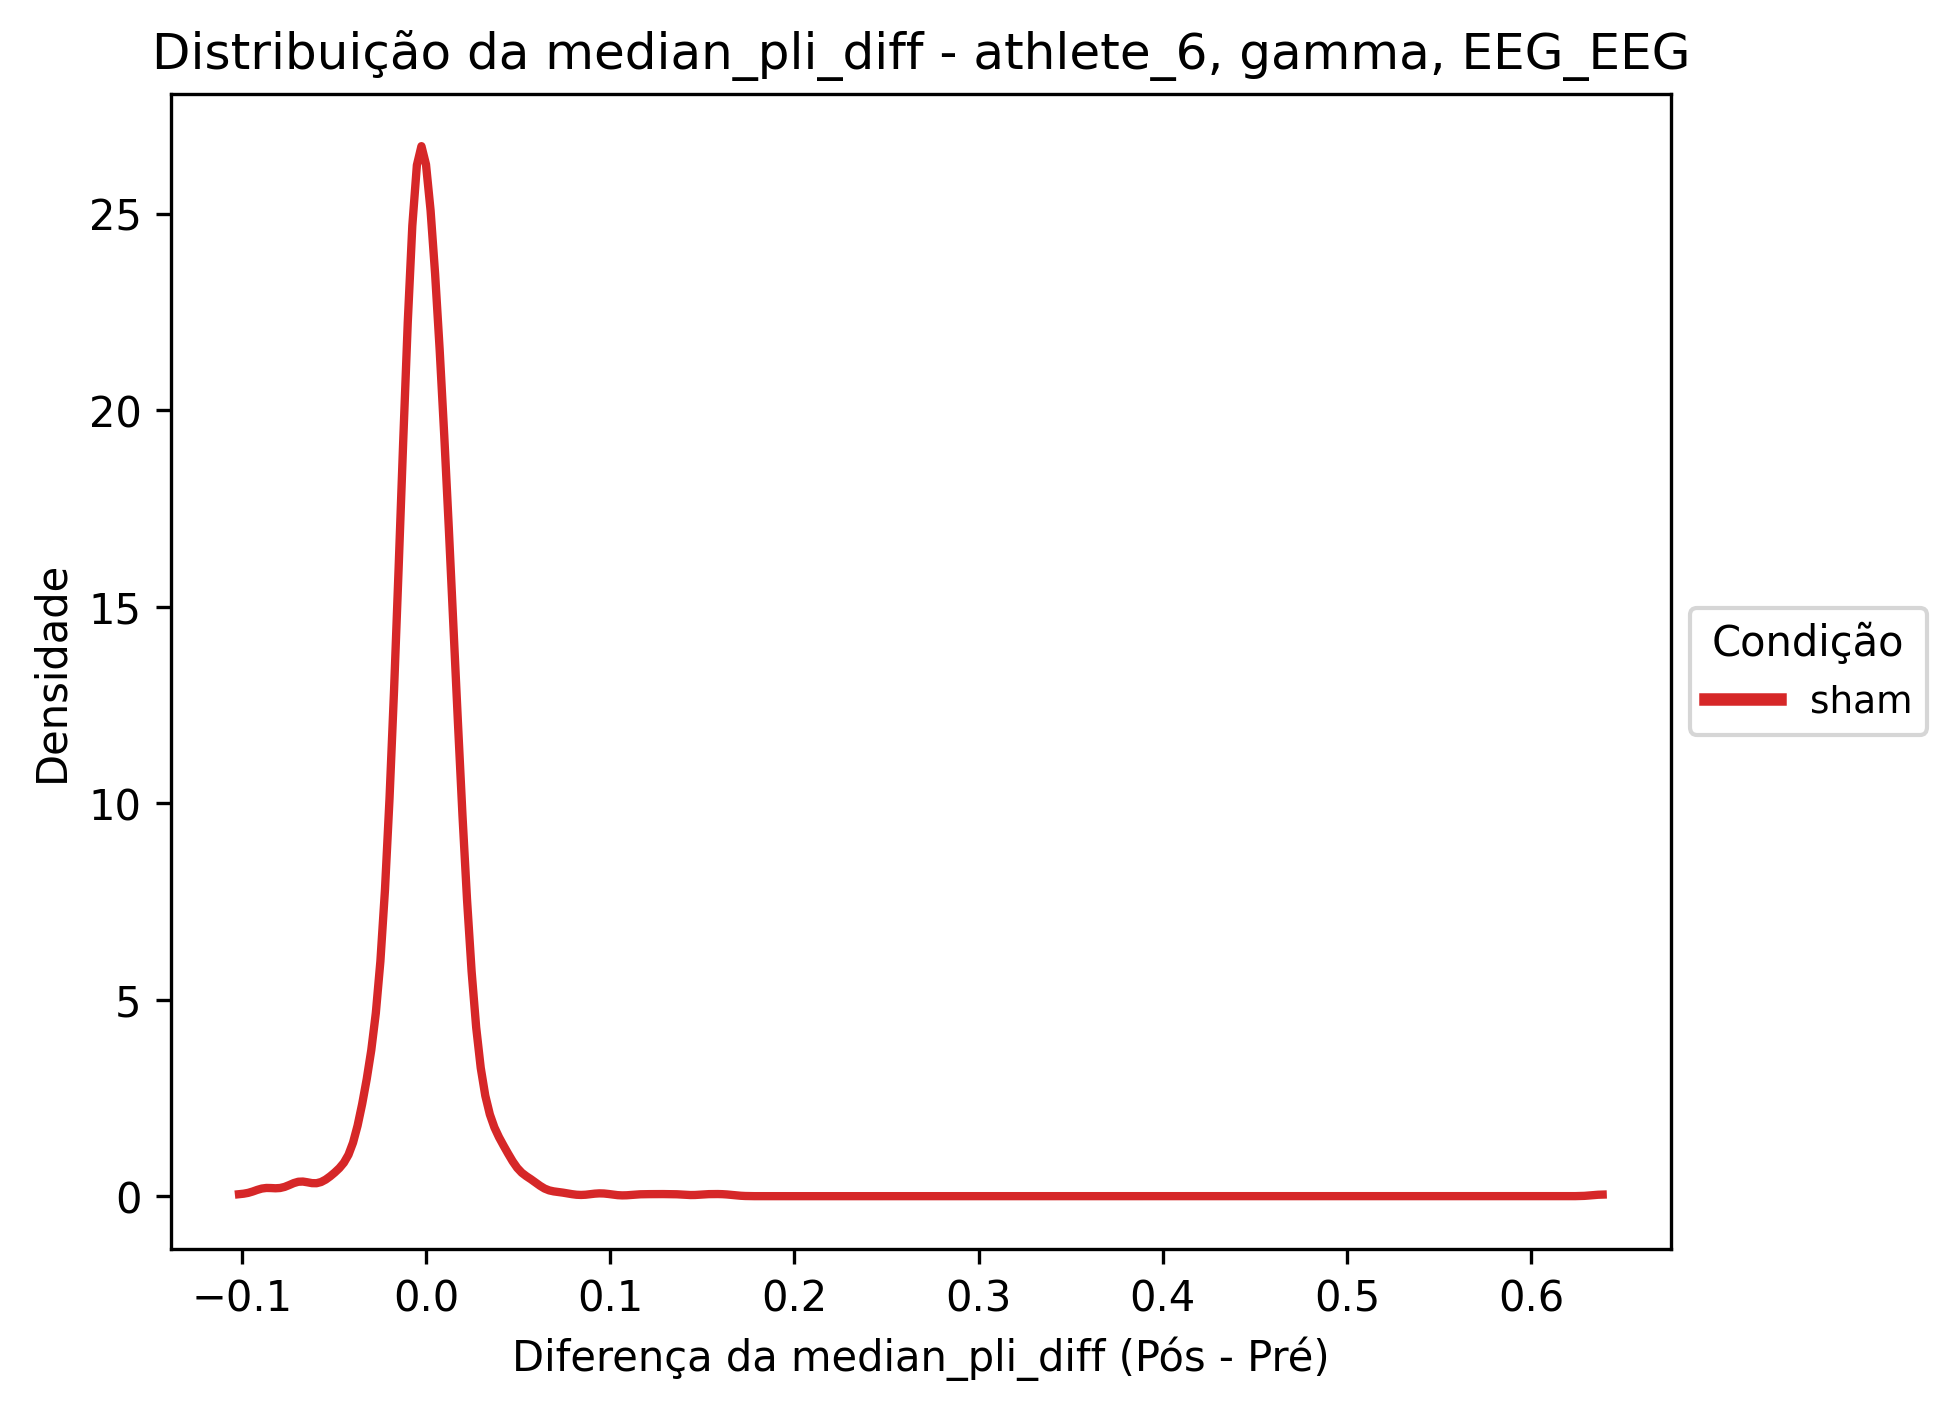 Distribuição da median_pli_diff - athlete_6, gamma, EEG_EEG
Densidade
25
20
15
10
5
0
−0.1 0.0 0.1 0.2 0.3 0.4 0.5 0.6
Diferença da median_pli_diff (Pós - Pré)
Condição
sham